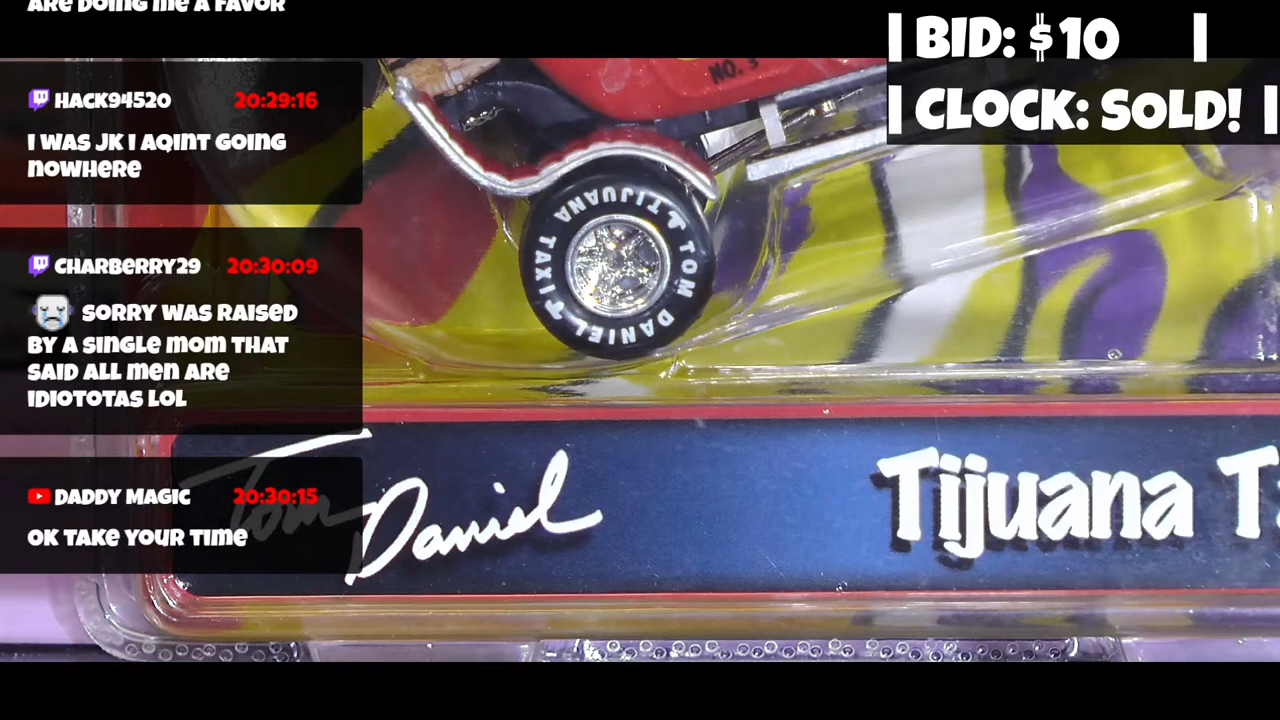 ARE DOING ME A FAVOR
HACK94520 20:29:16
I WAS JK I AQINT GOING
NOWHERE
CHARBERRY29 20:30:09
SORRY WAS RAISED
BY A SINGLE MOM THAT
SAID ALL MEN ARE
IDIOTOTAS LOL
DADDY MAGIC 20:30:15
OK TAKE YOUR TIME
| BID: $10 |
| CLOCK: SOLD! |
NO. 3
TIJUANA TAXI
TOM DANIEL
Tom Daniel
Tijuana T